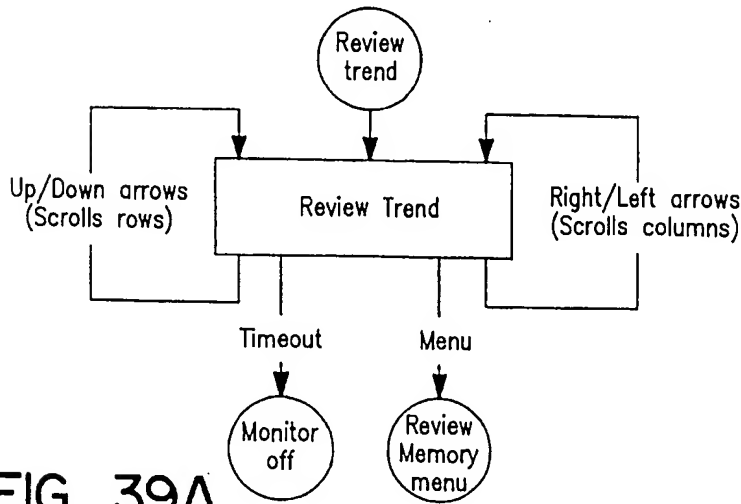 Review
trend
Up/Down arrows
(Scrolls rows)
Review Trend
Right/Left arrows
(Scrolls columns)
Timeout
Menu
Monitor
off
Review
Memory
menu
FIG. 39A